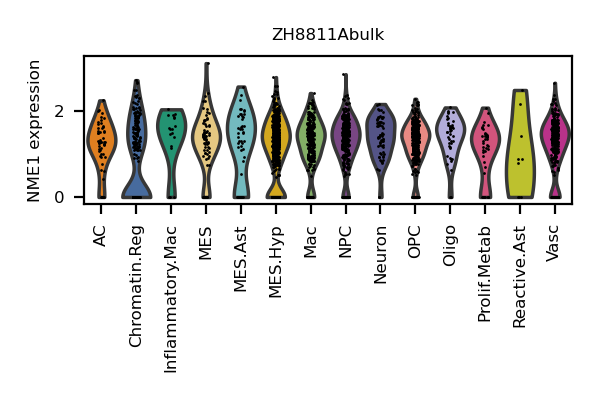 ZH8811Abulk
NME1 expression
2
0
AC
Chromatin.Reg
Inflammatory.Mac
MES
MES.Ast
MES.Hyp
Mac
NPC
Neuron
OPC
Oligo
Prolif.Metab
Reactive.Ast
Vasc